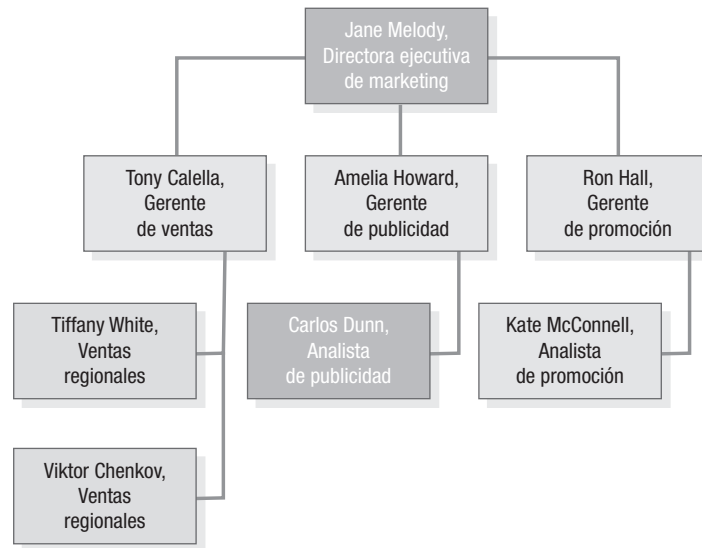 Jane Melody,
Directora ejecutiva
de marketing
Tony Calella,
Gerente
de ventas
Amelia Howard,
Gerente
de publicidad
Ron Hall,
Gerente
de promoción
Tiffany White,
Ventas
regionales
Carlos Dunn,
Analista
de publicidad
Kate McConnell,
Analista
de promoción
Viktor Chenkov,
Ventas
regionales